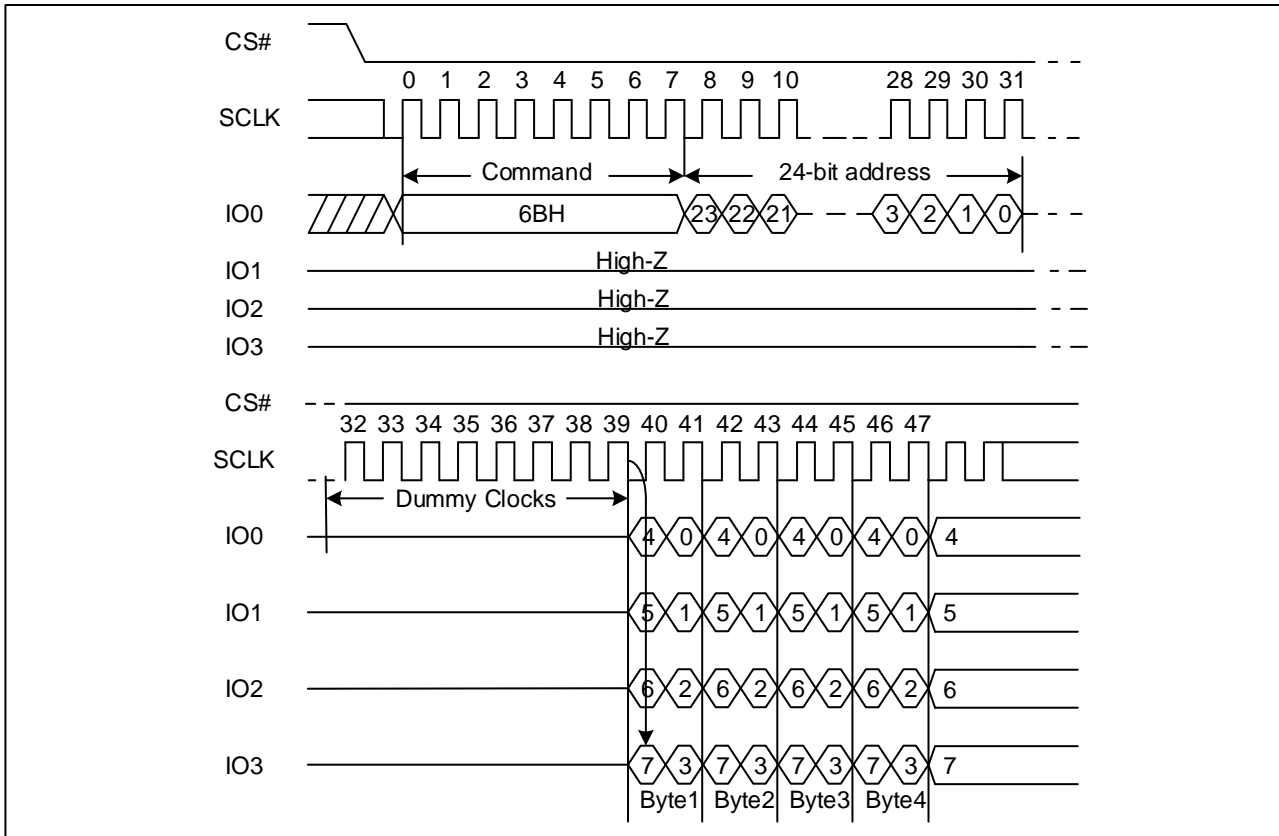 CS#
0 1 2 3 4 5 6 7 8 9 10 28 29 30 31
SCLK
Command 24-bit address
IO0 6BH 23 22 21 3 2 1 0
IO1 High-Z
IO2 High-Z
IO3 High-Z
CS#
32 33 34 35 36 37 38 39 40 41 42 43 44 45 46 47
SCLK
Dummy Clocks
IO0 4 0 4 0 4 0 4 0 4
IO1 5 1 5 1 5 1 5 1 5
IO2 6 2 6 2 6 2 6 2 6
IO3 7 3 7 3 7 3 7 3 7
Byte1 Byte2 Byte3 Byte4